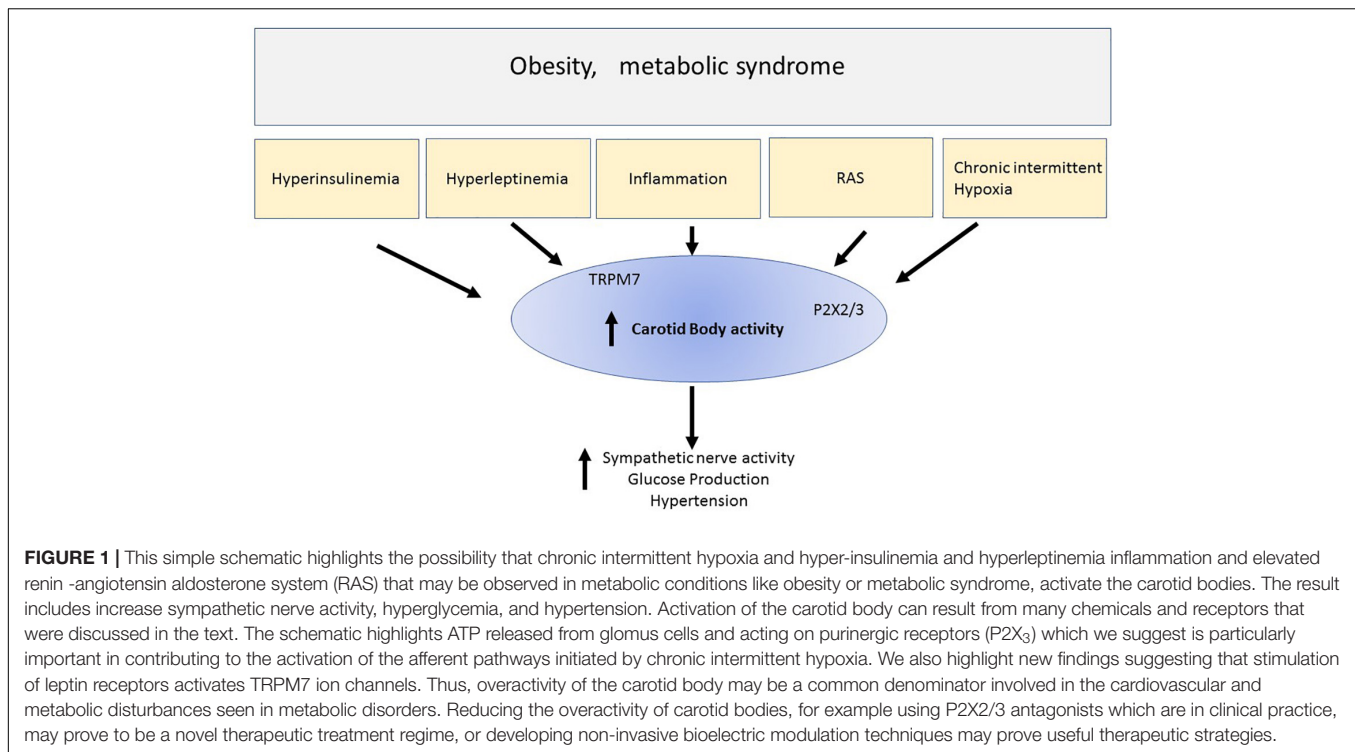 Obesity, metabolic syndrome
Hyperinsulinemia
Hyperleptinemia
Inflammation
RAS
Chronic intermittent
Hypoxia
TRPM7
P2X2/3
Carotid Body activity
Sympathetic nerve activity
Glucose Production
Hypertension
FIGURE 1 | This simple schematic highlights the possibility that chronic intermittent hypoxia and hyper-insulinemia and hyperleptinemia inflammation and elevated
renin -angiotensin aldosterone system (RAS) that may be observed in metabolic conditions like obesity or metabolic syndrome, activate the carotid bodies. The result
includes increase sympathetic nerve activity, hyperglycemia, and hypertension. Activation of the carotid body can result from many chemicals and receptors that
were discussed in the text. The schematic highlights ATP released from glomus cells and acting on purinergic receptors (P2X₃) which we suggest is particularly
important in contributing to the activation of the afferent pathways initiated by chronic intermittent hypoxia. We also highlight new findings suggesting that stimulation
of leptin receptors activates TRPM7 ion channels. Thus, overactivity of the carotid body may be a common denominator involved in the cardiovascular and
metabolic disturbances seen in metabolic disorders. Reducing the overactivity of carotid bodies, for example using P2X2/3 antagonists which are in clinical practice,
may prove to be a novel therapeutic treatment regime, or developing non-invasive bioelectric modulation techniques may prove useful therapeutic strategies.